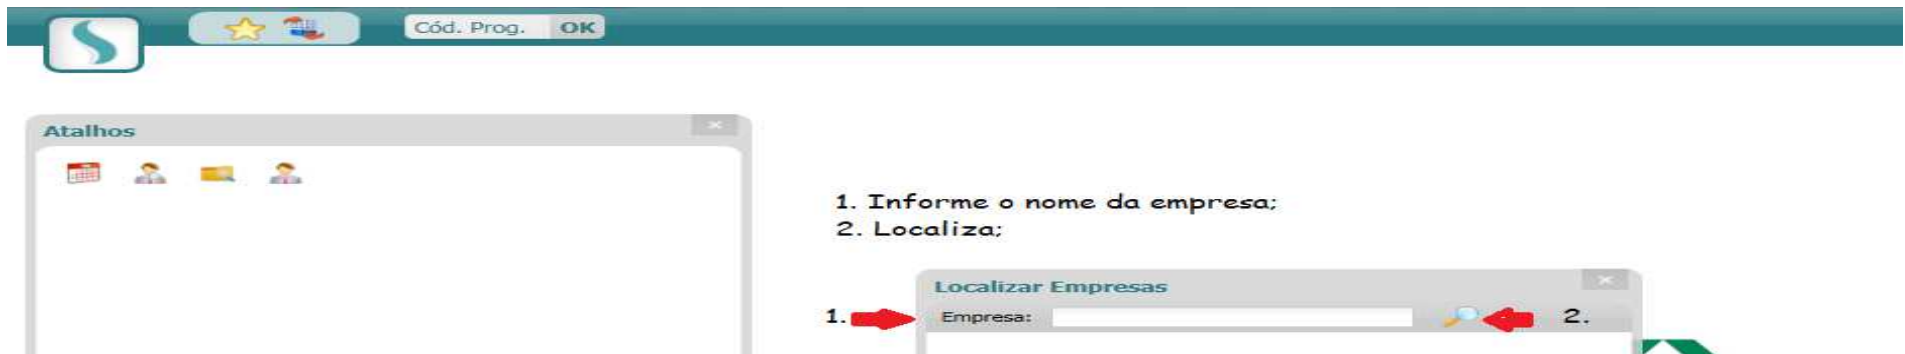 Cód. Prog. OK
Atalhos
1. Informe o nome da empresa;
2. Localiza;
Localizar Empresas
1. Empresa: 2.